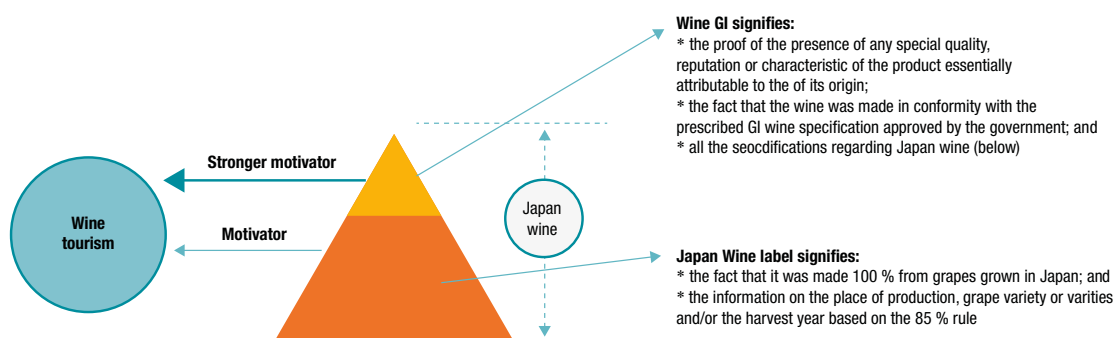 Wine GI signifies:
* the proof of the presence of any special quality,
reputation or characteristic of the product essentially
attributable to the of its origin;
* the fact that the wine was made in conformity with the
prescribed GI wine specification approved by the government; and
* all the seocdifications regarding Japan wine (below)
Stronger motivator
Wine
tourism
Motivator
Japan
wine
Japan Wine label signifies:
* the fact that it was made 100 % from grapes grown in Japan; and
* the information on the place of production, grape variety or varities
and/or the harvest year based on the 85 % rule